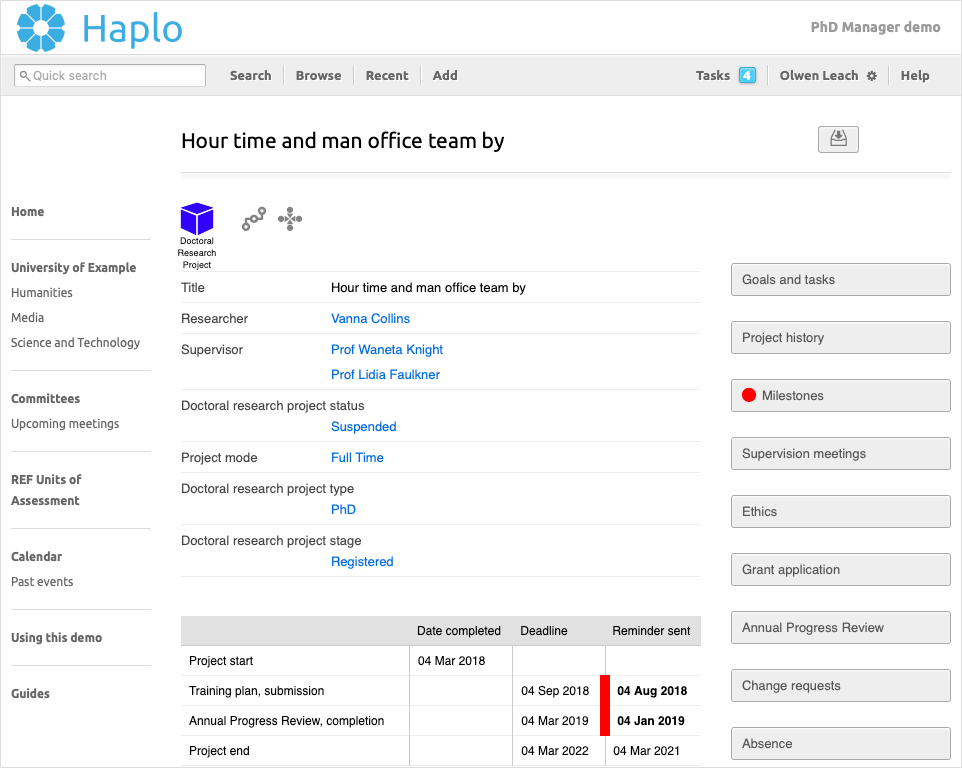 Haplo
PhD Manager demo
Quick search
Search
Browse
Recent
Add
Tasks 4
Olwen Leach
Help
Hour time and man office team by
Home
University of Example
Humanities
Media
Science and Technology
Committees
Upcoming meetings
REF Units of
Assessment
Calendar
Past events
Using this demo
Guides
Doctoral
Research
Project
Title Hour time and man office team by
Researcher Vanna Collins
Supervisor Prof Waneta Knight
Prof Lidia Faulkner
Doctoral research project status
Suspended
Project mode Full Time
Doctoral research project type
PhD
Doctoral research project stage
Registered
Date completed Deadline Reminder sent
Project start 04 Mar 2018
Training plan, submission 04 Sep 2018 04 Aug 2018
Annual Progress Review, completion 04 Mar 2019 04 Jan 2019
Project end 04 Mar 2022 04 Mar 2021
Goals and tasks
Project history
Milestones
Supervision meetings
Ethics
Grant application
Annual Progress Review
Change requests
Absence